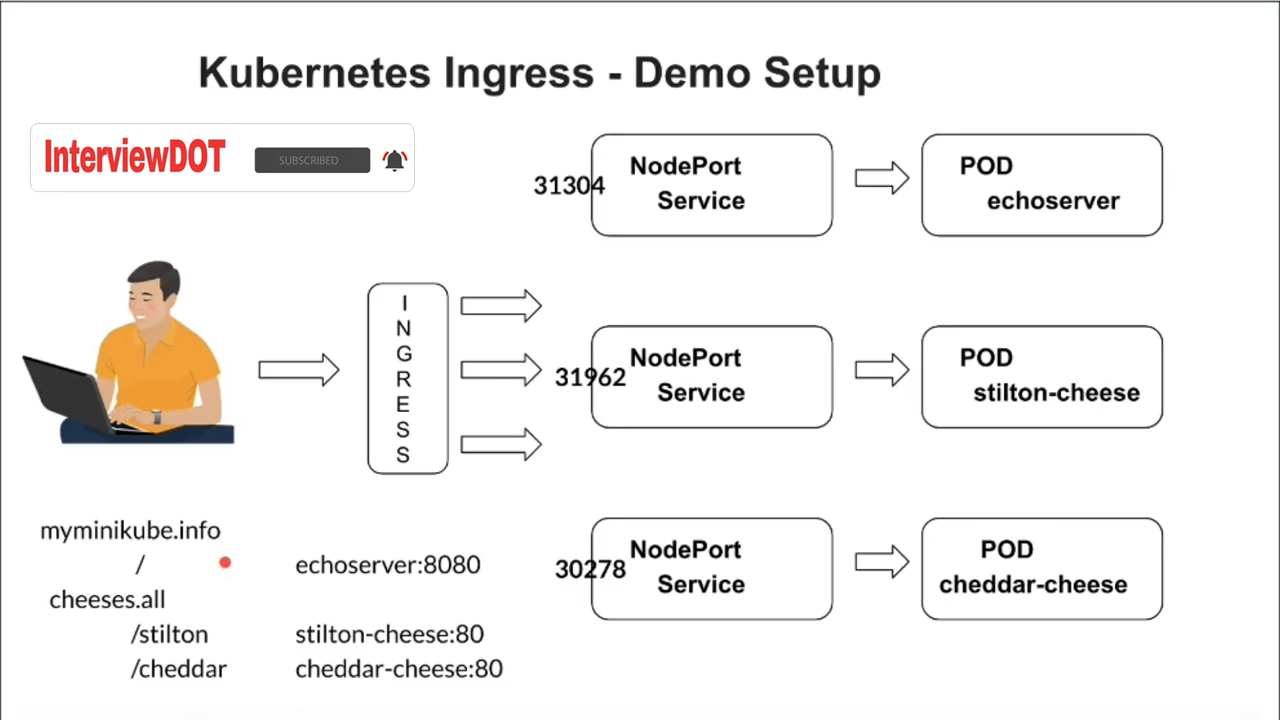 Kubernetes Ingress - Demo Setup
InterviewDOT
SUBSCRIBED
31304
NodePort
Service
POD
echoserver
I
N
G
R
E
S
S
31962
NodePort
Service
POD
stilton-cheese
30278
NodePort
Service
POD
cheddar-cheese
myminikube.info
/ echoserver:8080
cheeses.all
/stilton stilton-cheese:80
/cheddar cheddar-cheese:80